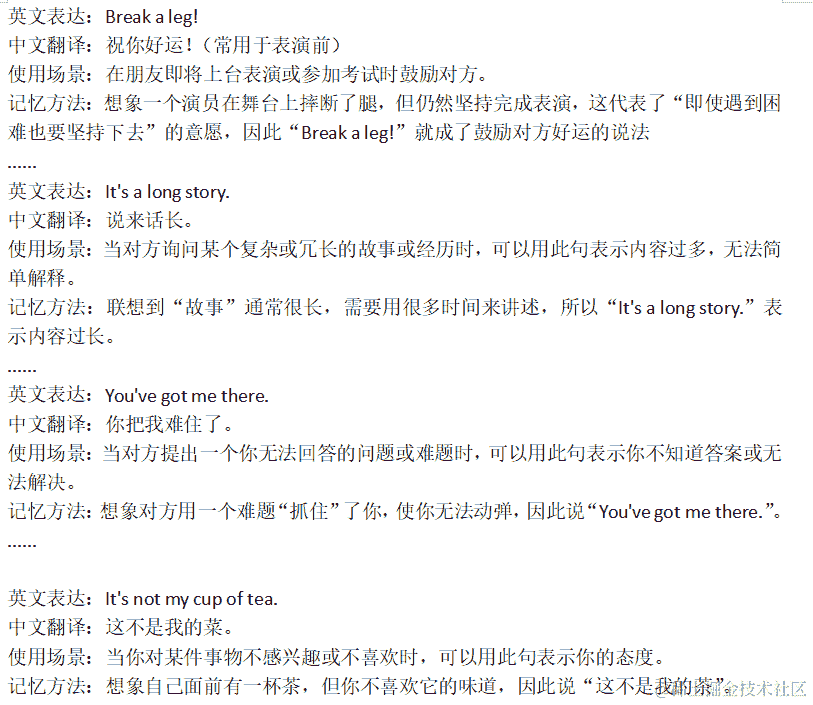 英文表达：Break a leg!
中文翻译：祝你好运！（常用于表演前）
使用场景：在朋友即将上台表演或参加考试时鼓励对方。
记忆方法：想象一个演员在舞台上摔断了腿，但仍然坚持完成表演，这代表了“即使遇到困
难也要坚持下去”的意愿，因此“Break a leg!”就成了鼓励对方好运的说法
……
英文表达：It's a long story.
中文翻译：说来话长。
使用场景：当对方询问某个复杂或冗长的故事或经历时，可以用此句表示内容过多，无法简
单解释。
记忆方法：联想到“故事”通常很长，需要用很多时间来讲述，所以“It's a long story.”表
示内容过长。
……
英文表达：You've got me there.
中文翻译：你把我难住了。
使用场景：当对方提出一个你无法回答的问题或难题时，可以用此句表示你不知道答案或无
法解决。
记忆方法：想象对方用一个难题“抓住”了你，使你无法动弹，因此说“You've got me there.”。
……
英文表达：It's not my cup of tea.
中文翻译：这不是我的菜。
使用场景：当你对某件事物不感兴趣或不喜欢时，可以用此句表示你的态度。
记忆方法：想象自己面前有一杯茶，但你不喜欢它的味道，因此说“这不是我的茶”。
@稀土掘金技术社区